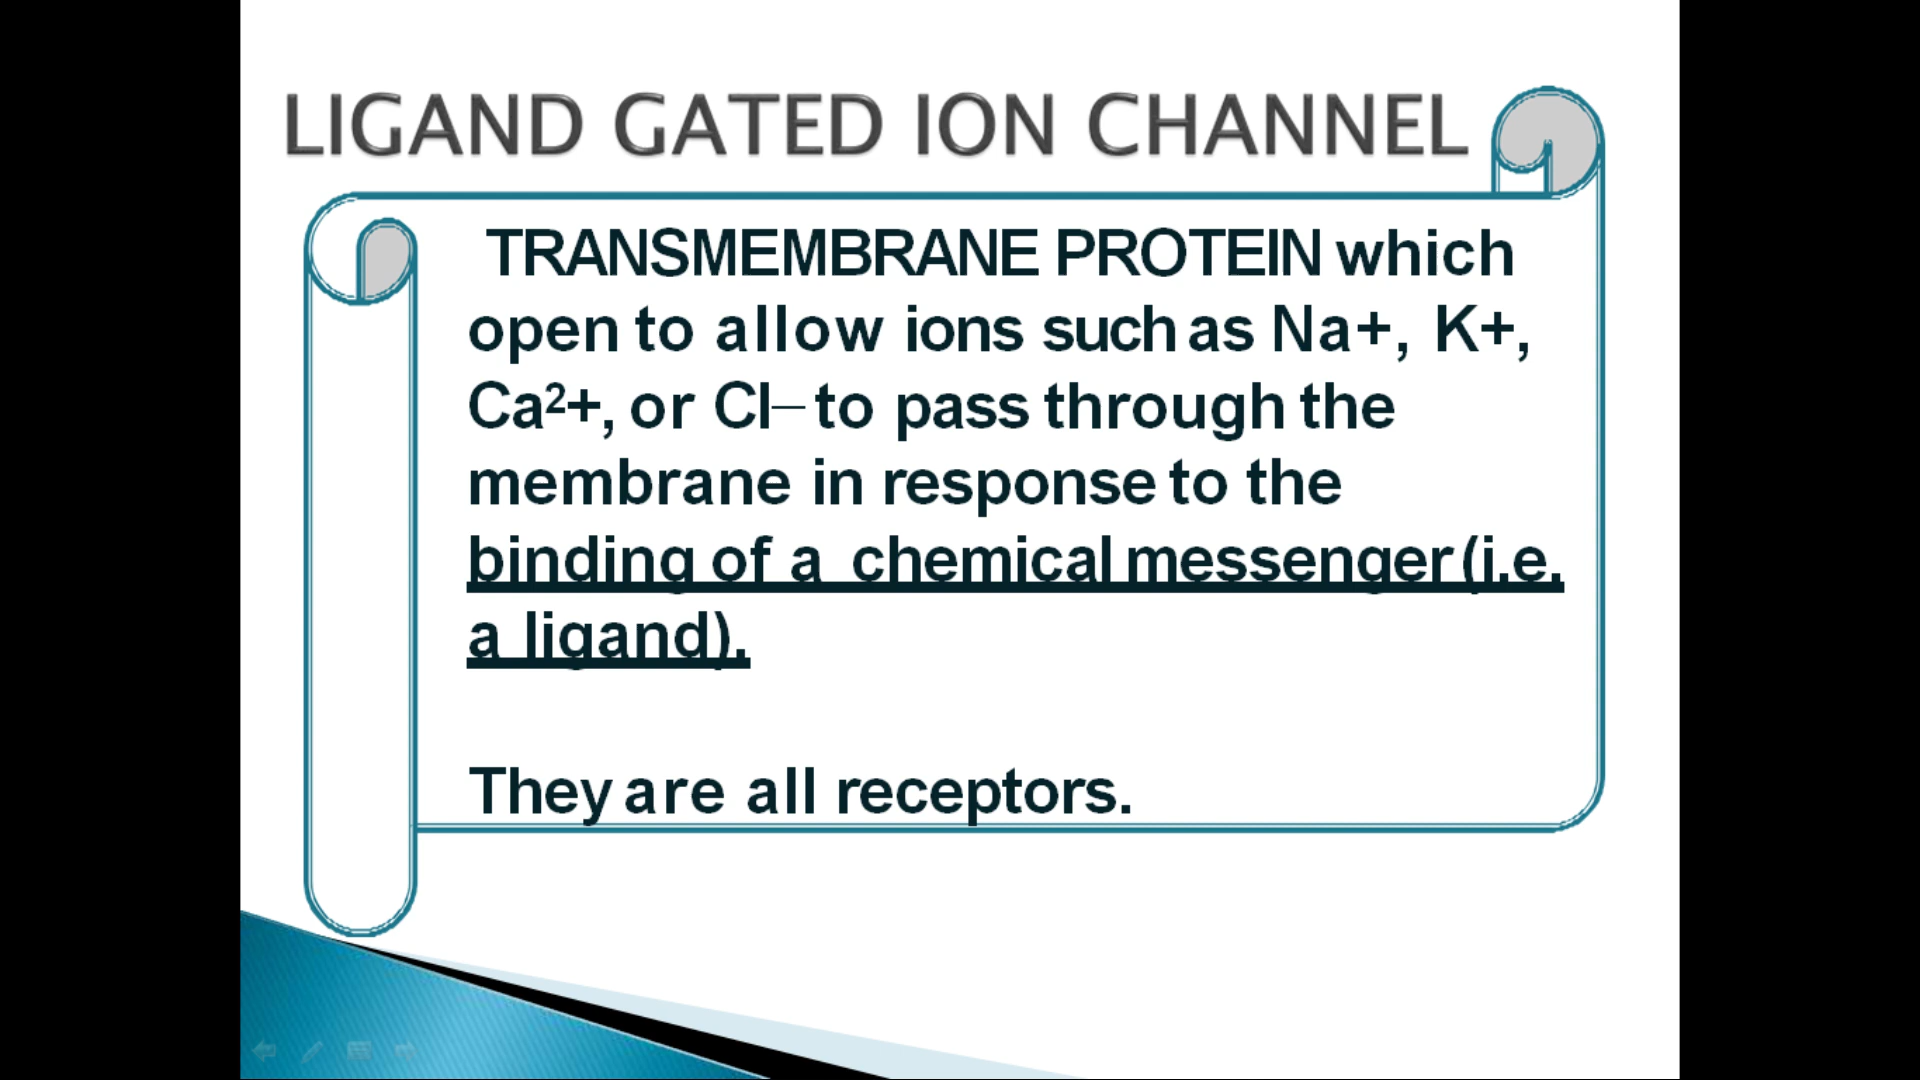 LIGAND GATED ION CHANNEL
TRANSMEMBRANE PROTEIN which
open to allow ions such as Na+, K+,
Ca²+, or Cl− to pass through the
membrane in response to the
binding of a chemical messenger (i.e.
a ligand).
They are all receptors.